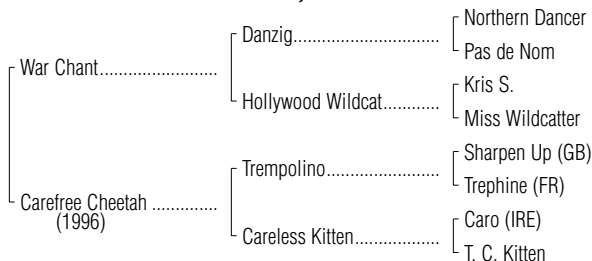 Northern Dancer
Danzig..................................
Pas de Nom
War Chant........................
Kris S.
Hollywood Wildcat............
Miss Wildcatter
Sharpen Up (GB)
Trempolino........................
Trephine (FR)
Carefree Cheetah ..............
(1996)
Caro (IRE)
Careless Kitten..................
T. C. Kitten